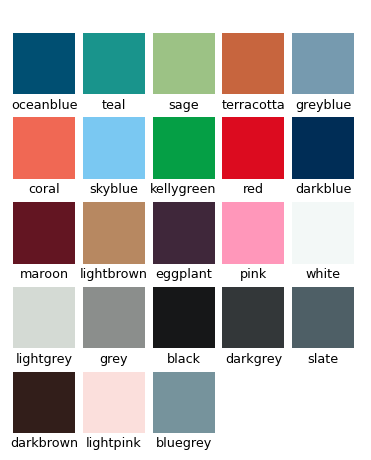 oceanblue teal sage terracotta greyblue
coral skyblue kellygreen red darkblue
maroon lightbrown eggplant pink white
lightgrey grey black darkgrey slate
darkbrown lightpink bluegrey